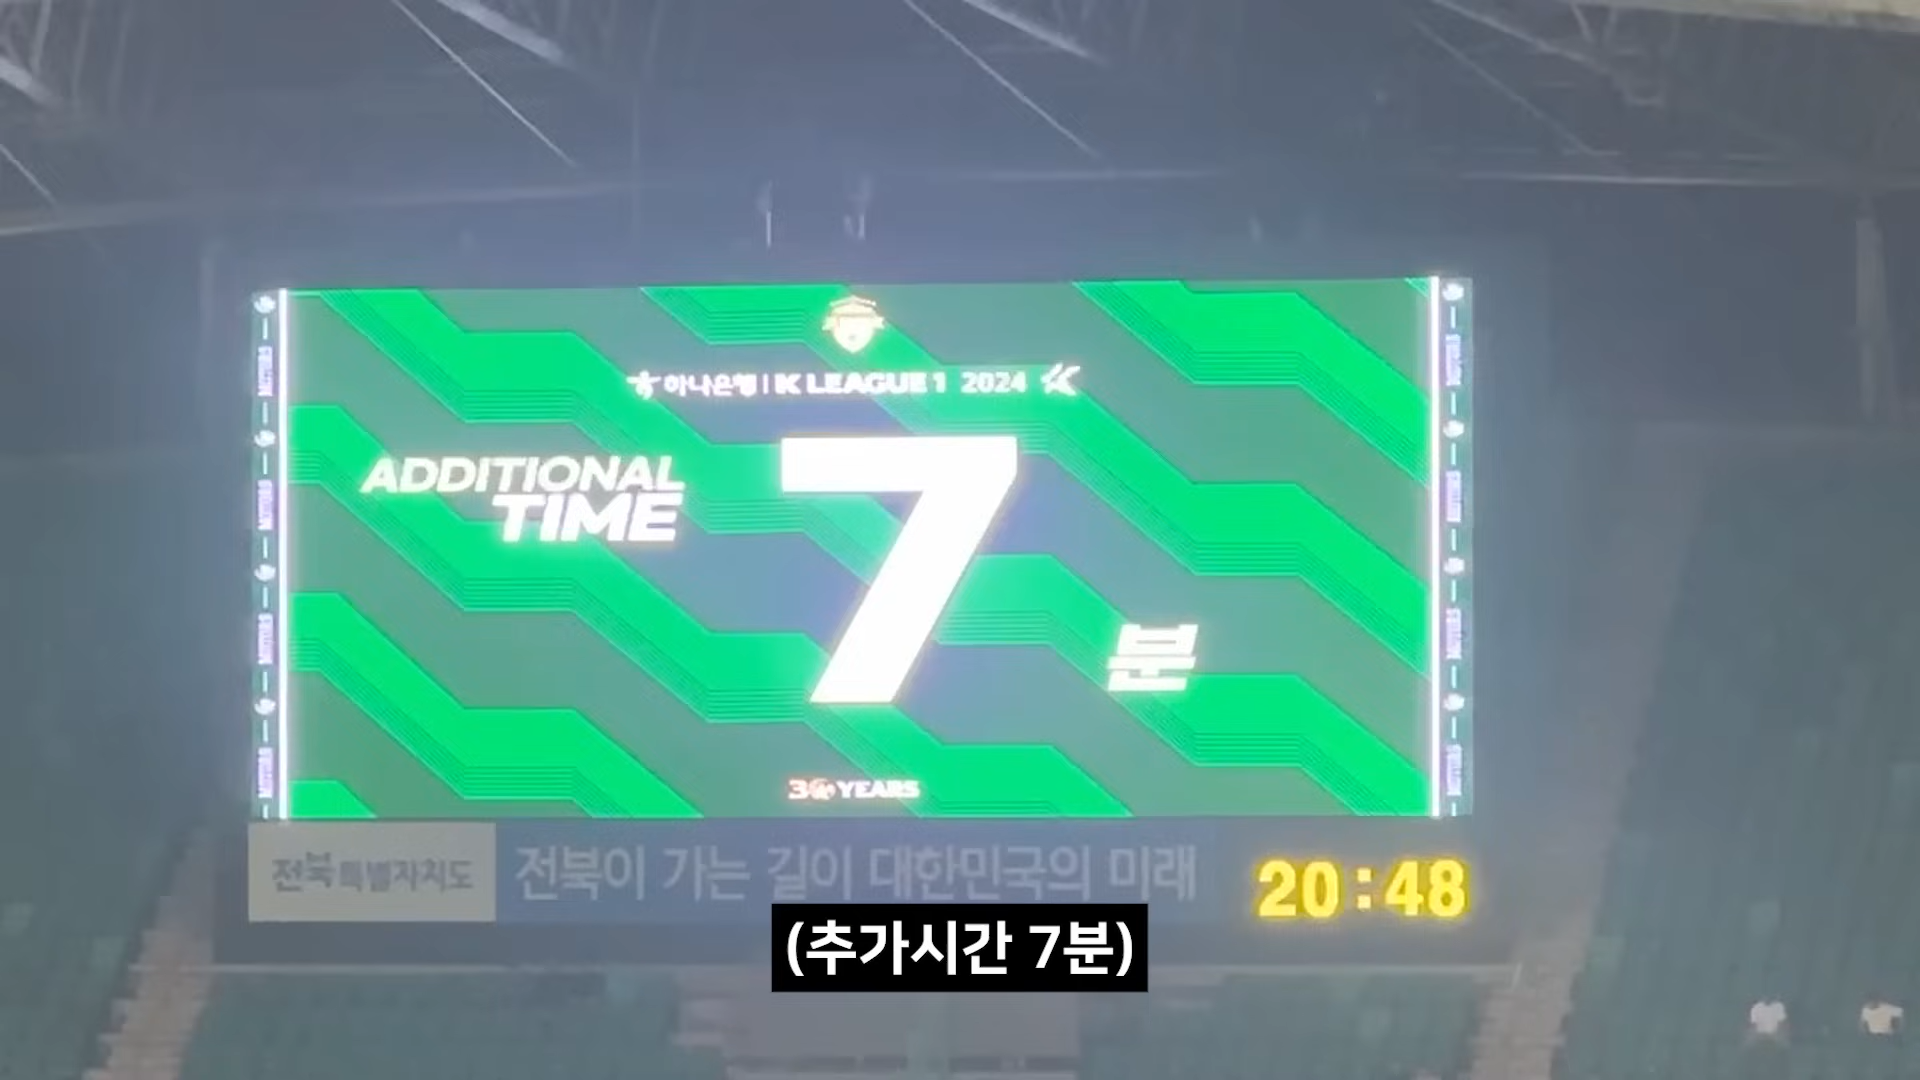 하나은행 | K LEAGUE 1 2024
ADDITIONAL
TIME
7
분
30 YEARS
전북특별자치도
전북이 가는 길이 대한민국의 미래
20:48
(추가시간 7분)